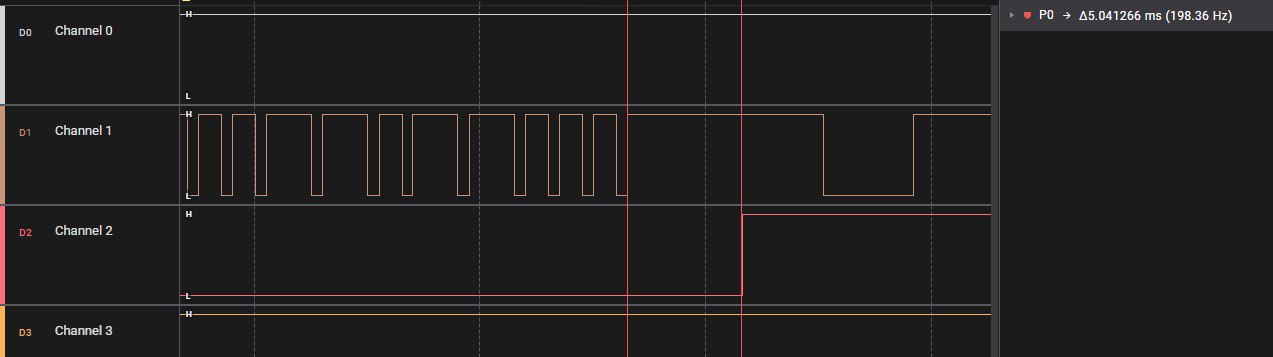 D0 Channel 0 H
L
P0 → Δ5.041266 ms (198.36 Hz)
D1 Channel 1 H
L
D2 Channel 2 H
L
D3 Channel 3 H